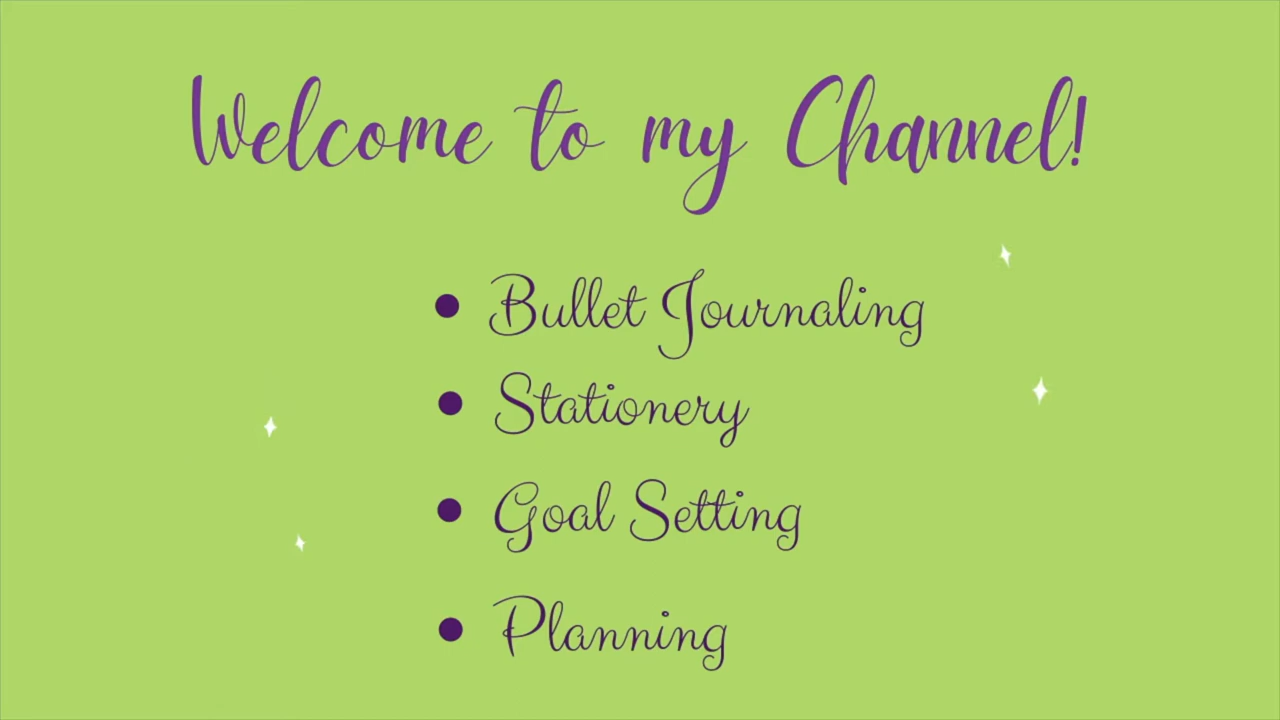 Welcome to my Channel!
• Bullet Journaling
• Stationery
• Goal Setting
• Planning